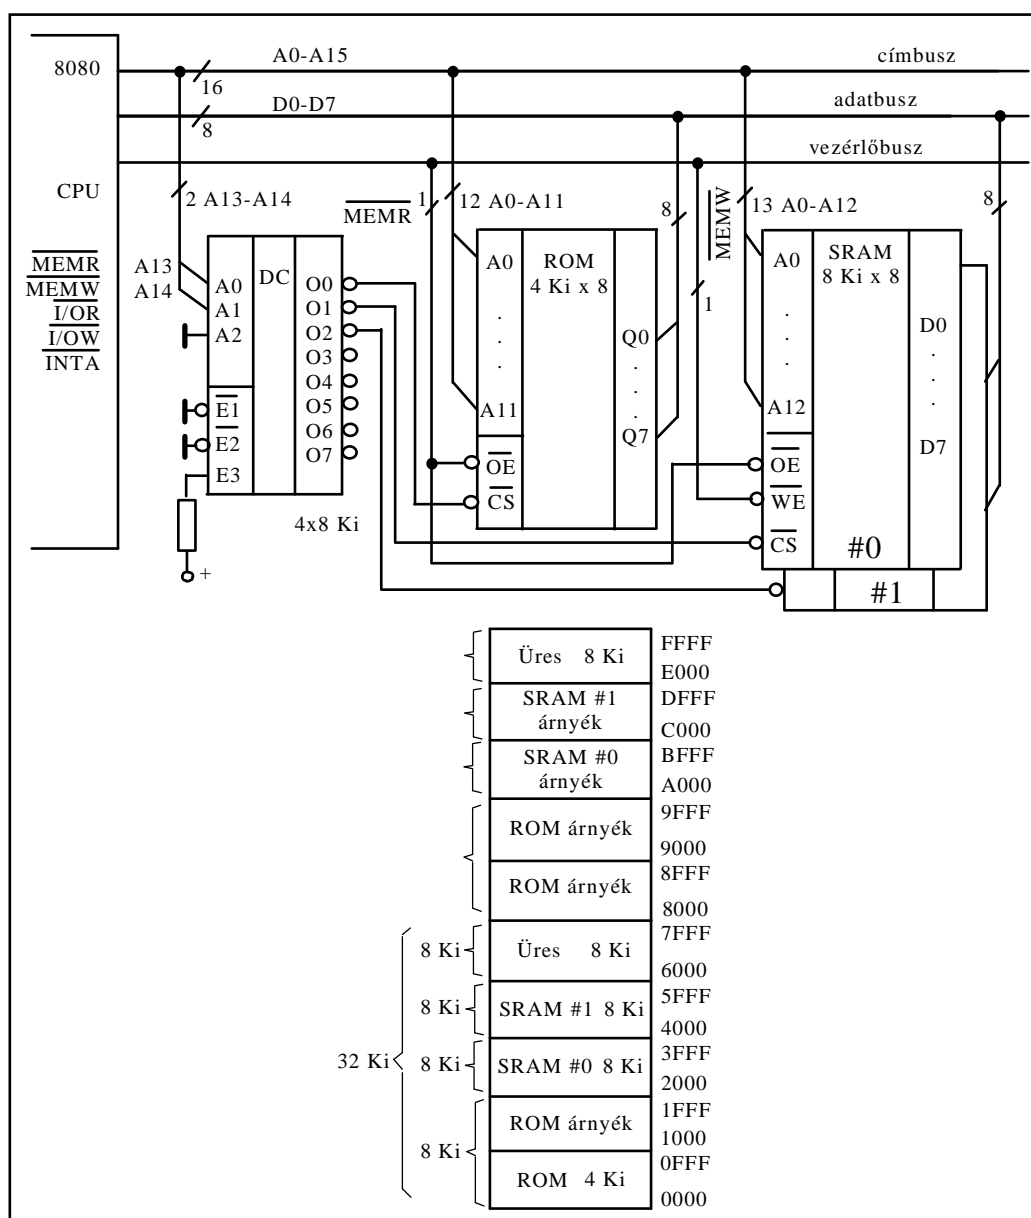 8080
A0-A15
címbusz
16
D0-D7
adatbusz
8
vezérlőbusz
CPU
2 A13-A14
MEMR
1
12 A0-A11
8
MEMW
13 A0-A12
8
MEMR
MEMW
I/OR
I/OW
INTA
A13
A14
A0
A1
A2
E1
E2
E3
DC
O0
O1
O2
O3
O4
O5
O6
O7
4x8 Ki
+
A0
.
.
.
A11
OE
CS
ROM
4 Ki x 8
Q0
.
.
.
Q7
1
A0
.
.
.
A12
OE
WE
CS
SRAM
8 Ki x 8
D0
.
.
.
D7
#0
#1
Üres 8 Ki
FFFF
E000
SRAM #1
árnyék
DFFF
C000
SRAM #0
árnyék
BFFF
A000
ROM árnyék
9FFF
9000
ROM árnyék
8FFF
8000
8 Ki
Üres 8 Ki
7FFF
6000
8 Ki
SRAM #1 8 Ki
5FFF
4000
32 Ki
8 Ki
SRAM #0 8 Ki
3FFF
2000
8 Ki
ROM árnyék
1FFF
1000
ROM 4 Ki
0FFF
0000